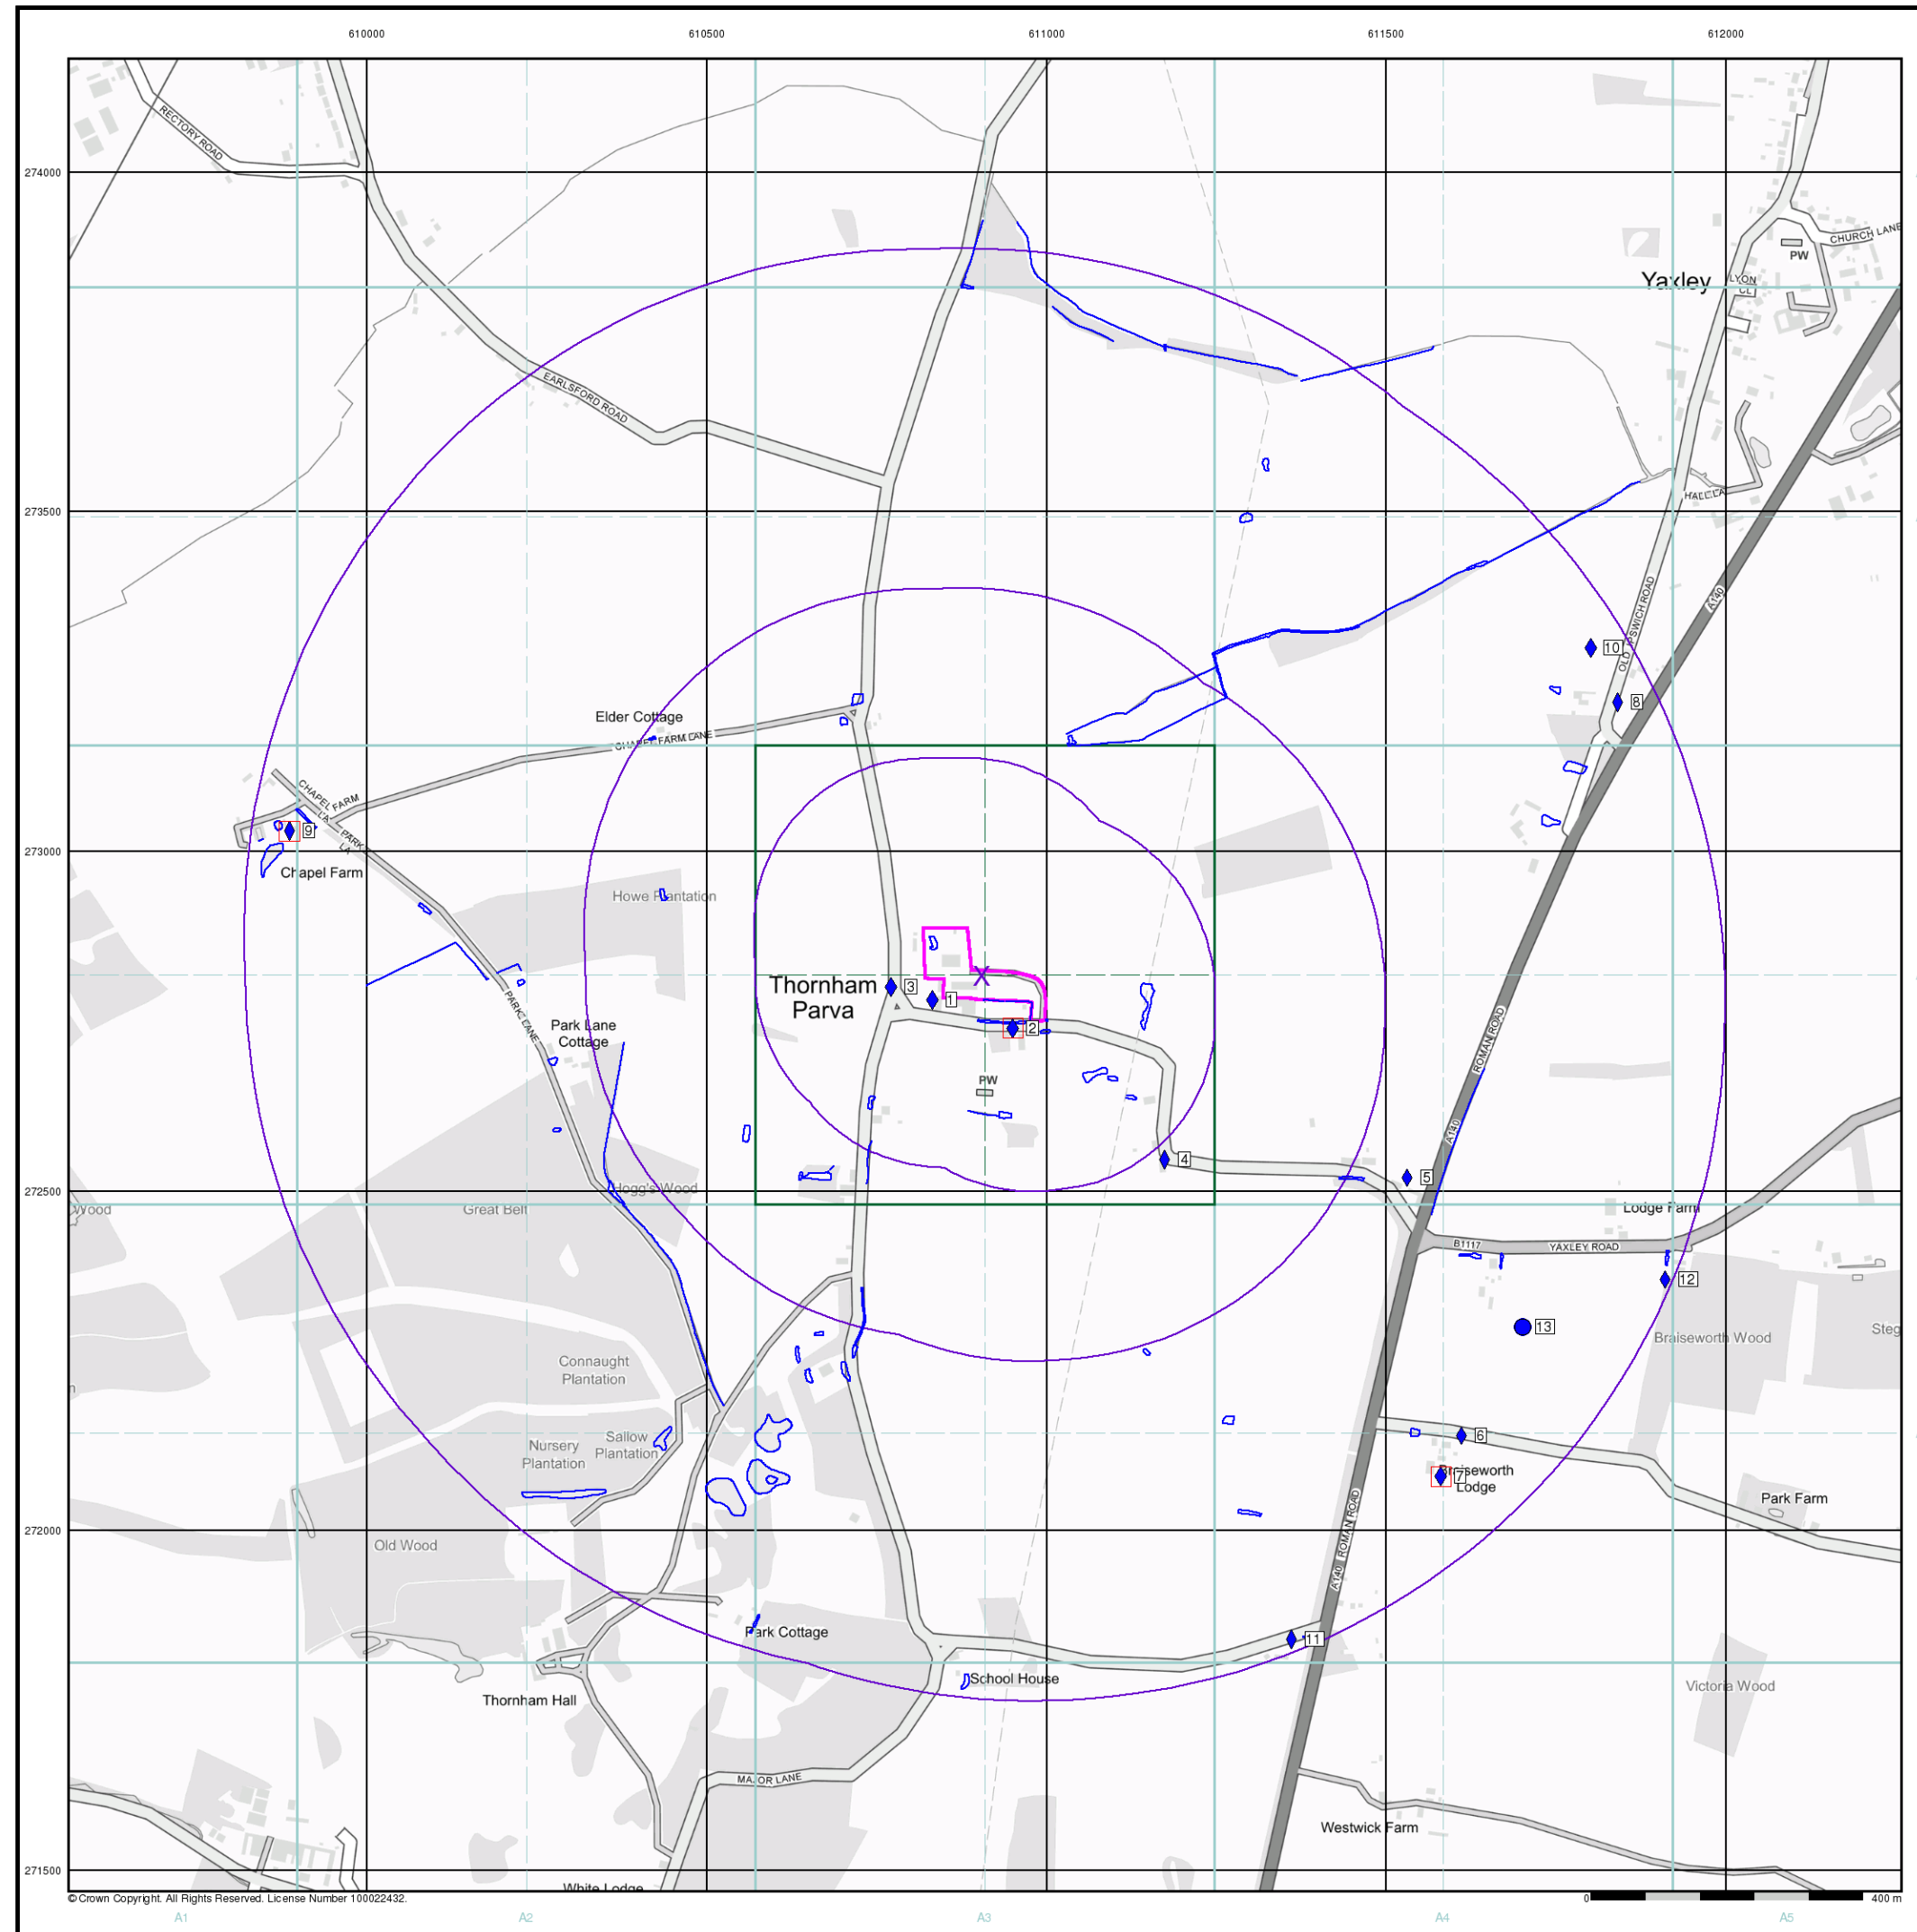 610000
610500
611000
611500
612000
RECTORY ROAD
274000
CHURCH LANE
PW
Yaxley
LYON
CL
EARLSFORD ROAD
273500
HALL LA
A140
OLD IPSWICH ROAD
10
8
Elder Cottage
CHAPEL FARM LANE
CHAPEL FARM
LA
PARK
LA
9
273000
Chapel Farm
Howe Plantation
Thornham
Parva
3
1
X
2
PARK LANE
Park Lane
Cottage
ROMAN ROAD
PW
A140
4
5
272500
Wood
Hogg's Wood
Great Belt
Lodge Farm
B1117
YAXLEY ROAD
12
13
Braiseworth Wood
Steg
Connaught
Plantation
n
Nursery
Plantation
Sallow
Plantation
6
7
Braiseworth
Lodge
Park Farm
272000
Old Wood
A140
ROMAN ROAD
Park Cottage
11
School House
Thornham Hall
Victoria Wood
MAJOR LANE
Westwick Farm
271500
White Lodge
© Crown Copyright. All Rights Reserved. License Number 100022432.
0
400 m
A1
A2
A3
A4
A5